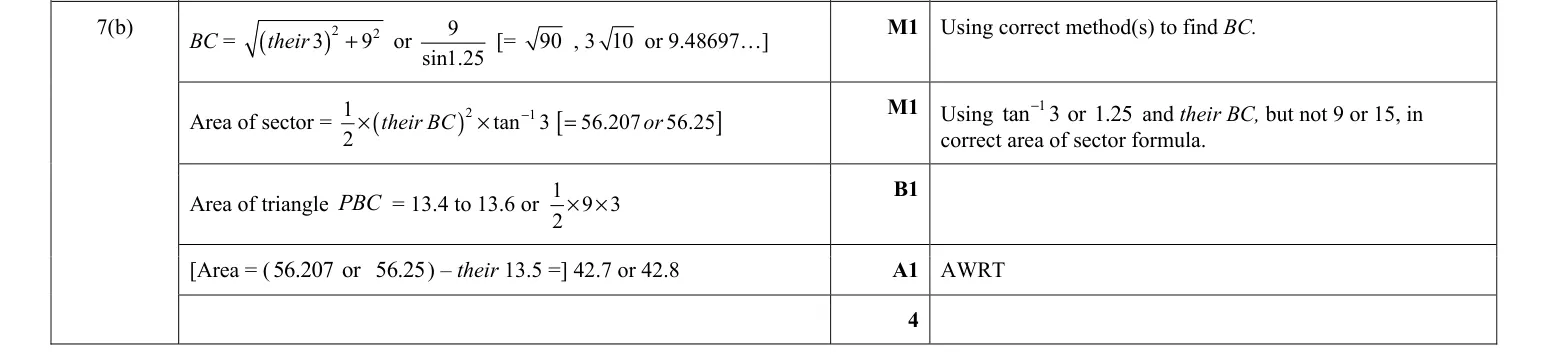 7(b)
BC = √((their 3)² + 9²) or 9/sin1.25 [= √90 , 3√10 or 9.48697…]
M1
Using correct method(s) to find BC.
Area of sector = 1/2 × (their BC)² × tan⁻¹ 3 [= 56.207 or 56.25]
M1
Using tan⁻¹ 3 or 1.25 and their BC, but not 9 or 15, in
correct area of sector formula.
Area of triangle PBC = 13.4 to 13.6 or 1/2 × 9 × 3
B1
[Area = ( 56.207 or 56.25 ) – their 13.5 =] 42.7 or 42.8
A1
AWRT
4